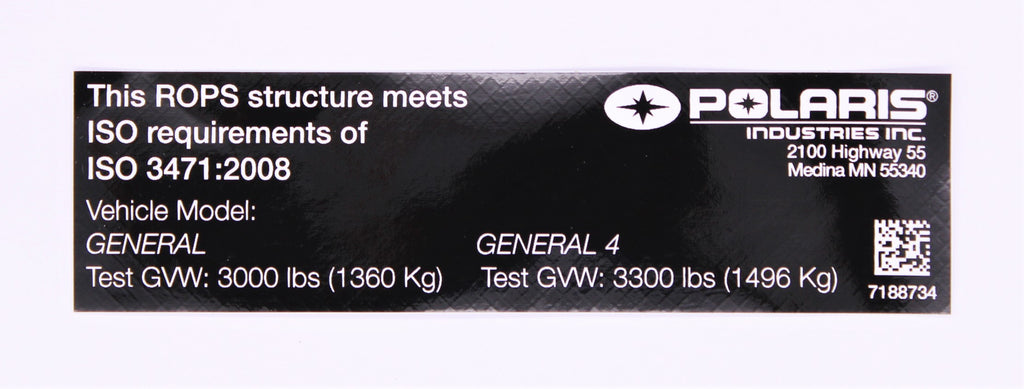 This ROPS structure meets
ISO requirements of
ISO 3471:2008
POLARIS®
INDUSTRIES INC.
2100 Highway 55
Medina MN 55340
Vehicle Model:
GENERAL
Test GVW: 3000 lbs (1360 Kg)
GENERAL 4
Test GVW: 3300 lbs (1496 Kg)
7188734